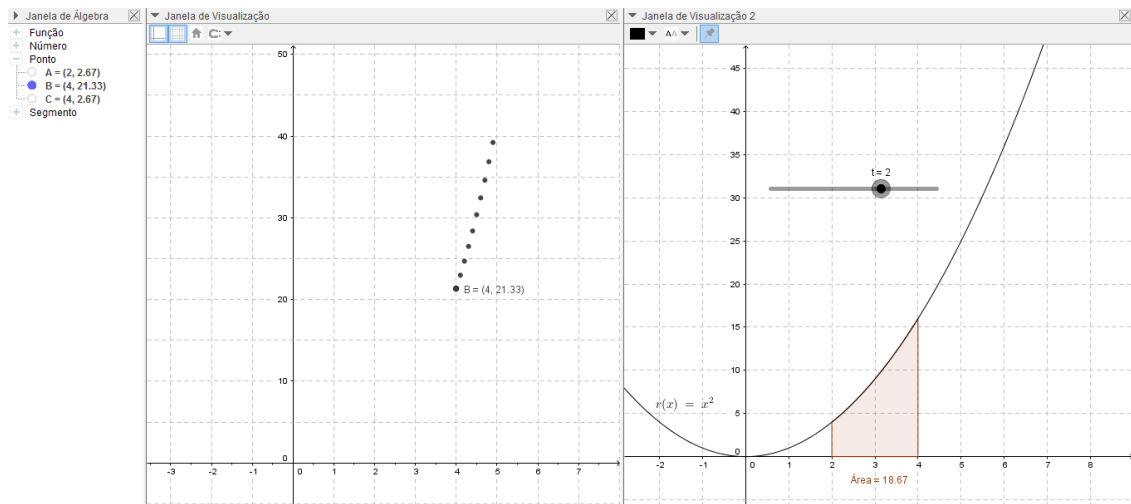 Janela de Álgebra
Função
Número
Ponto
A = (2, 2.67)
B = (4, 21.33)
C = (4, 2.67)
Segmento
Janela de Visualização
50
40
30
20
10
0
-3 -2 -1 0 1 2 3 4 5 6 7
B = (4, 21.33)
Janela de Visualização 2
AA
45
40
35
30
25
20
15
10
5
0
-2 -1 0 1 2 3 4 5 6 7 8
t = 2
r(x) = x²
Área = 18.67